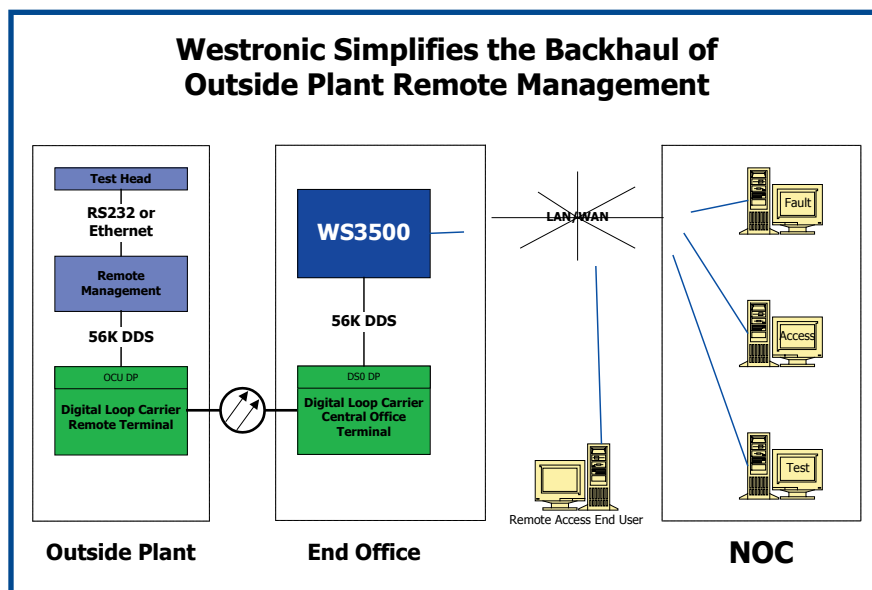 Westronic Simplifies the Backhaul of
Outside Plant Remote Management
Test Head
RS232 or
Ethernet
Remote
Management
56K DDS
OCU DP
Digital Loop Carrier
Remote Terminal
Outside Plant
WS3500
56K DDS
DS0 DP
Digital Loop Carrier
Central Office
Terminal
End Office
LAN/WAN
Remote Access End User
Fault
Access
Test
NOC